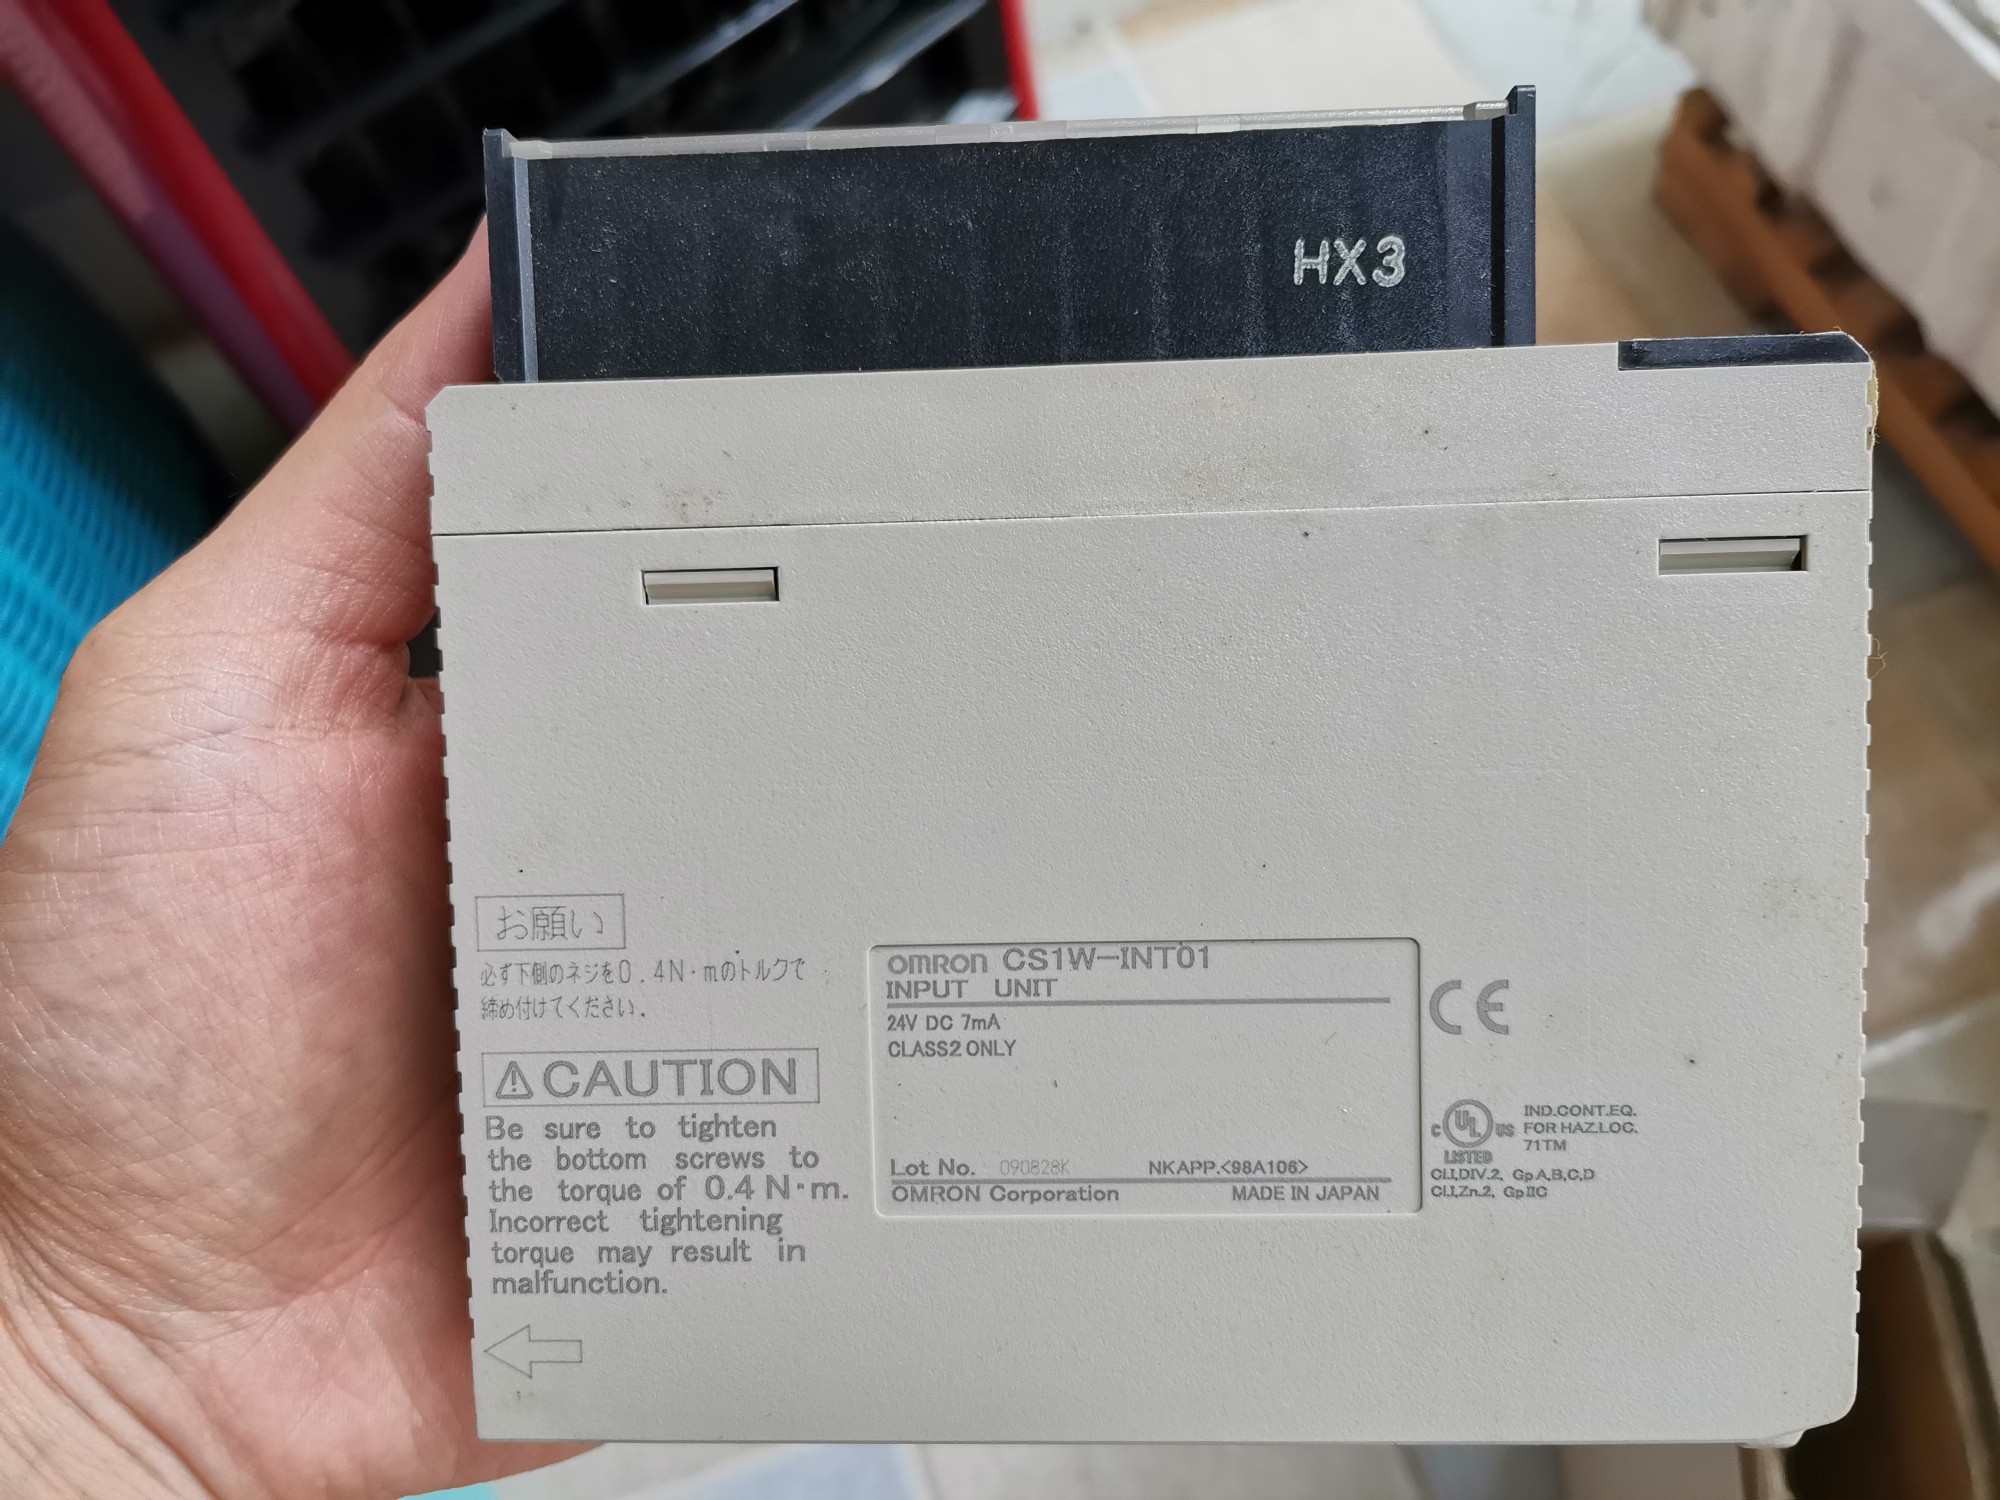 HX3
お願い
必ず下側のネジを0.4N・mのトルクで
締め付けてください.
⚠CAUTION
Be sure to tighten
the bottom screws to
the torque of 0.4 N・m.
Incorrect tightening
torque may result in
malfunction.
OMRON CS1W-INT01
INPUT UNIT
24V DC 7mA
CLASS2 ONLY
Lot No. 090828K NKAPP.<98A106>
OMRON Corporation MADE IN JAPAN
CE
C UL US
LISTED
IND.CONT.EQ.
FOR HAZ.LOC.
71TM
Cl.I,DIV.2, Gp.A,B,C,D
Cl.I,Zn.2, Gp IIC